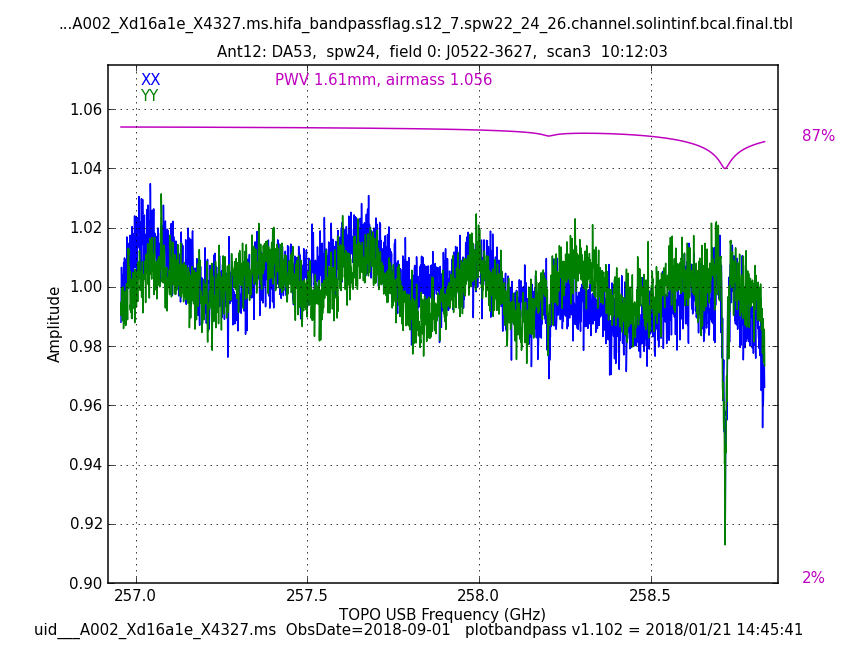 ...A002_Xd16a1e_X4327.ms.hifa_bandpassflag.s12_7.spw22_24_26.channel.solintinf.bcal.final.tbl
Ant12: DA53,  spw24,  field 0: J0522-3627,  scan3  10:12:03
XX
PWV 1.61mm, airmass 1.056
YY
1.06
1.04
1.02
1.00
0.98
0.96
0.94
0.92
0.90
Amplitude
87%
2%
257.0
257.5
258.0
258.5
TOPO USB Frequency (GHz)
uid___A002_Xd16a1e_X4327.ms  ObsDate=2018-09-01   plotbandpass v1.102 = 2018/01/21 14:45:41